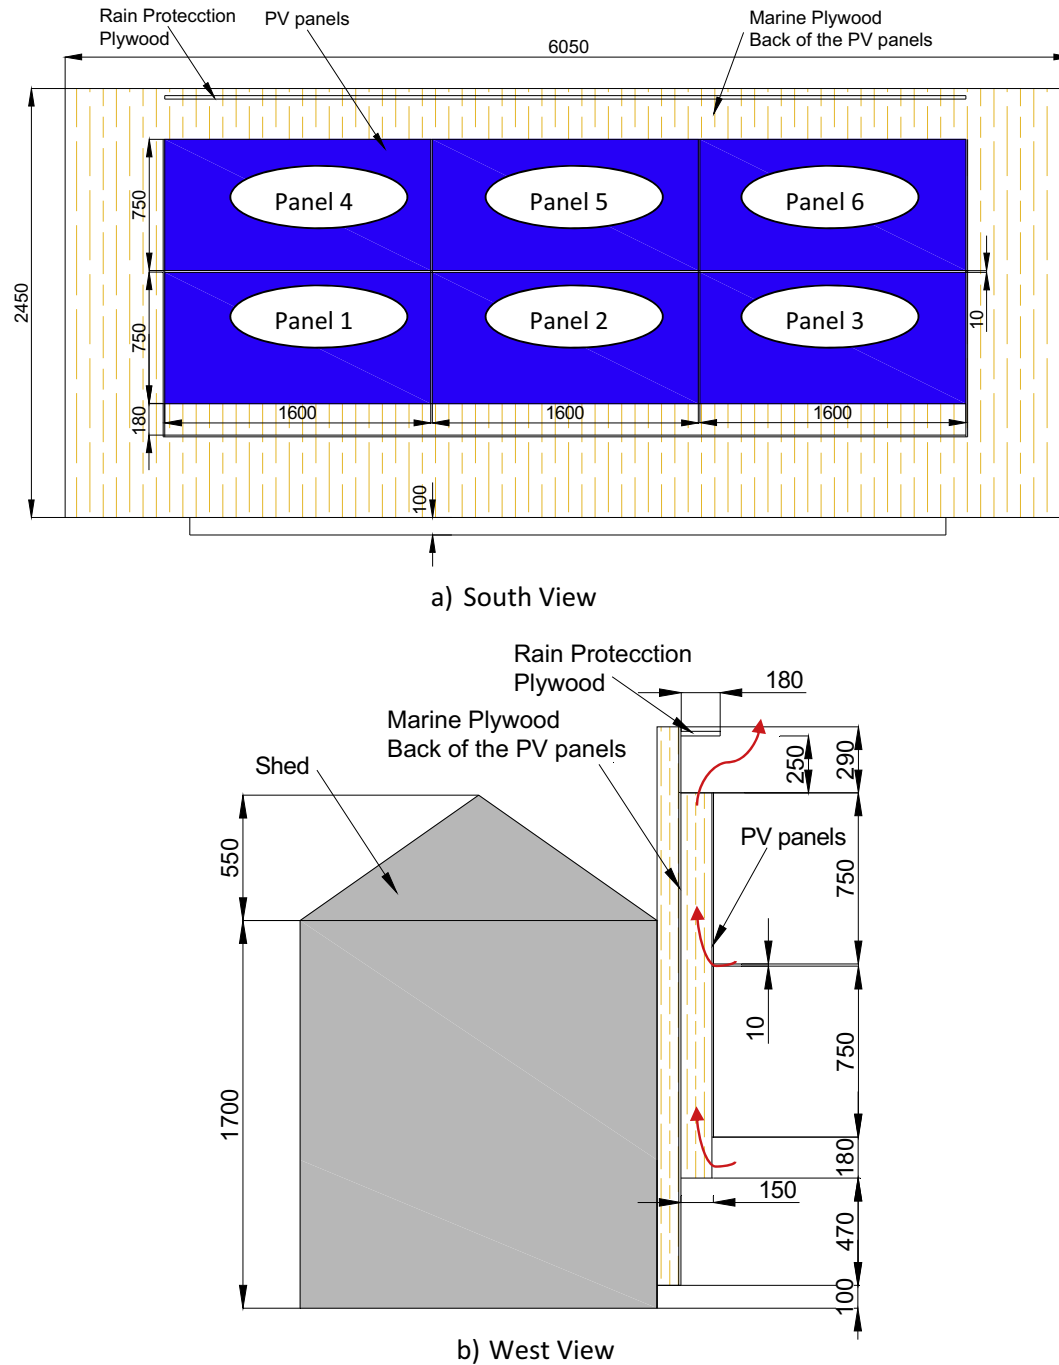 Rain Protecction
Plywood
PV panels
Marine Plywood
Back of the PV panels
6050
2450
750
750
180
Panel 4
Panel 5
Panel 6
Panel 1
Panel 2
Panel 3
10
1600
1600
1600
100
a) South View
Rain Protecction
Plywood
180
Marine Plywood
Back of the PV panels
250
290
Shed
PV panels
550
750
10
750
1700
180
150
470
100
b) West View